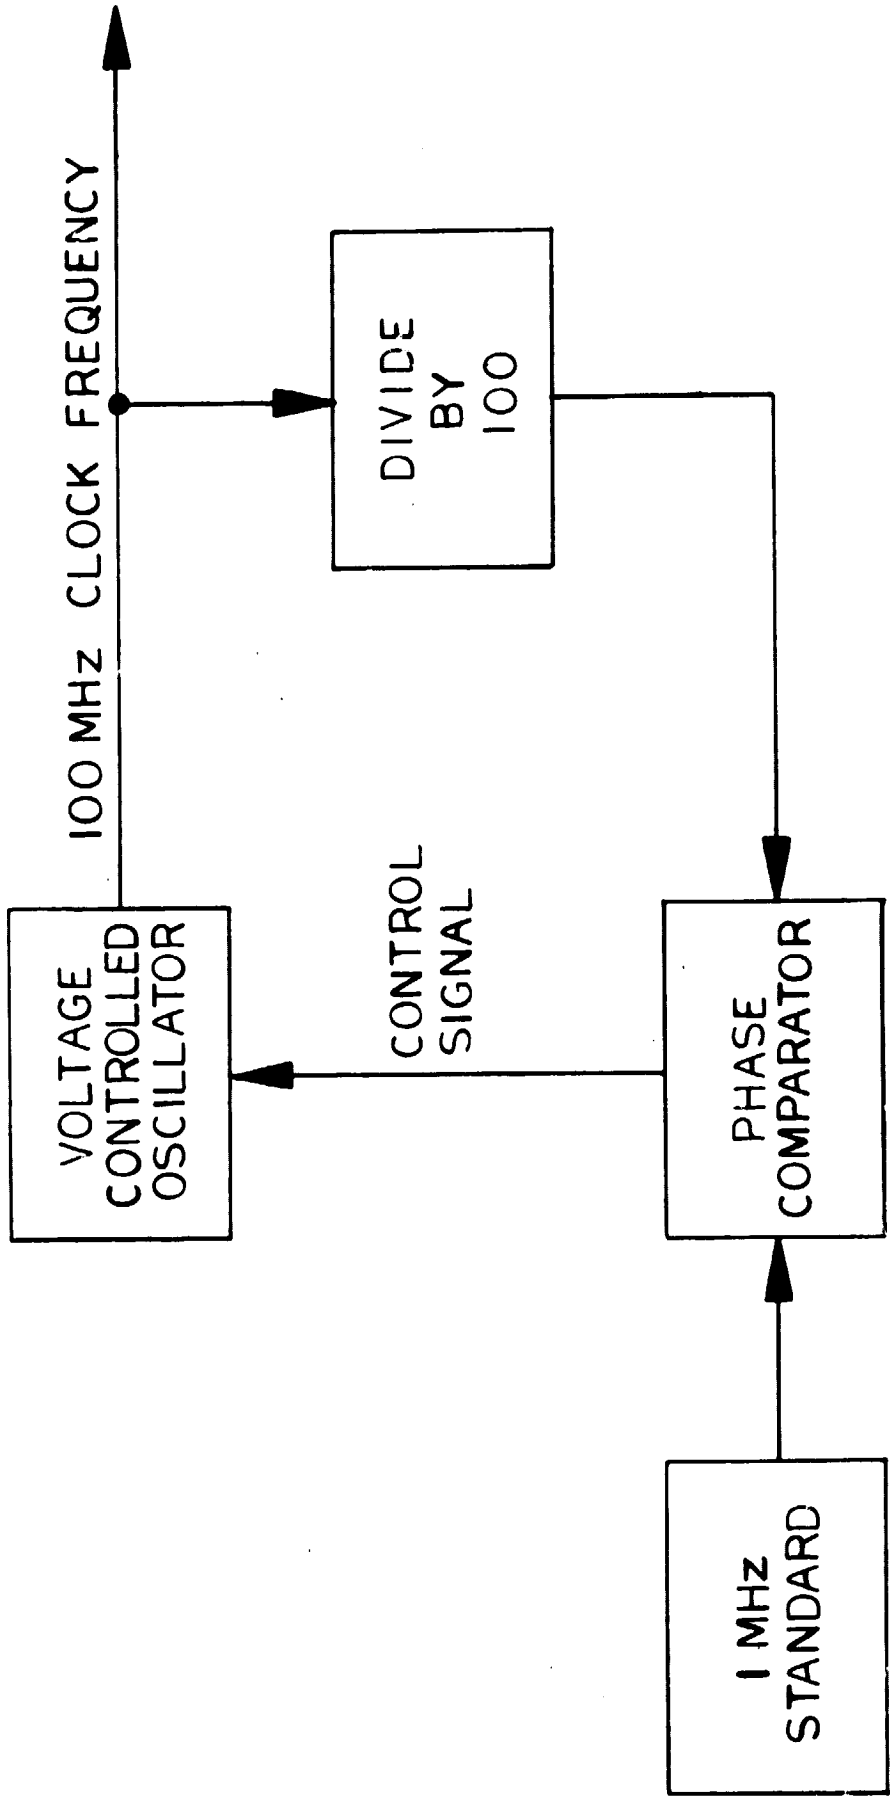 VOLTAGE
CONTROLLED
OSCILLATOR
100 MHz CLOCK FREQUENCY
CONTROL
SIGNAL
DIVIDE
BY
100
1 MHz
STANDARD
PHASE
COMPARATOR